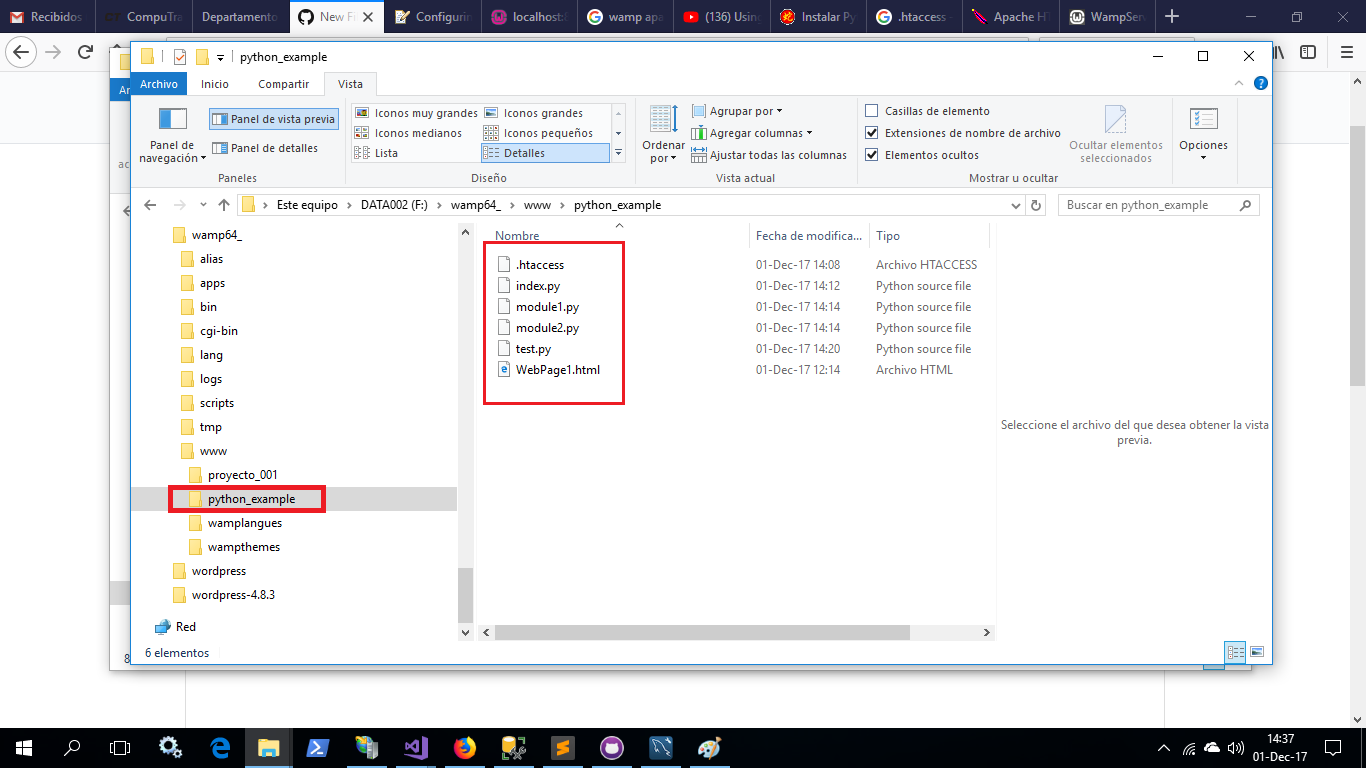 Recibidos
CompuTra
Departamento
New F
Configurin
localhost:
wamp apa
(136) Usin
Instalar Py
.htaccess
Apache H
WampSer
python_example
Archivo Inicio Compartir Vista
Panel de navegación
Panel de vista previa
Panel de detalles
Paneles
Iconos muy grandes Iconos grandes
Iconos medianos Iconos pequeños
Lista Detalles
Diseño
Ordenar por
Agrupar por
Agregar columnas
Ajustar todas las columnas
Vista actual
Casillas de elemento
Extensiones de nombre de archivo
Elementos ocultos
Ocultar elementos seleccionados
Mostrar u ocultar
Opciones
Este equipo > DATA002 (F:) > wamp64_ > www > python_example
Buscar en python_example
wamp64_
alias
apps
bin
cgi-bin
lang
logs
scripts
tmp
www
proyecto_001
python_example
wamplangues
wampthemes
wordpress
wordpress-4.8.3
Red
Nombre Fecha de modifica... Tipo
.htaccess 01-Dec-17 14:08 Archivo HTACCESS
index.py 01-Dec-17 14:12 Python source file
module1.py 01-Dec-17 14:14 Python source file
module2.py 01-Dec-17 14:14 Python source file
test.py 01-Dec-17 14:20 Python source file
WebPage1.html 01-Dec-17 12:14 Archivo HTML
Seleccione el archivo del que desea obtener la vista
previa.
6 elementos
14:37
01-Dec-17